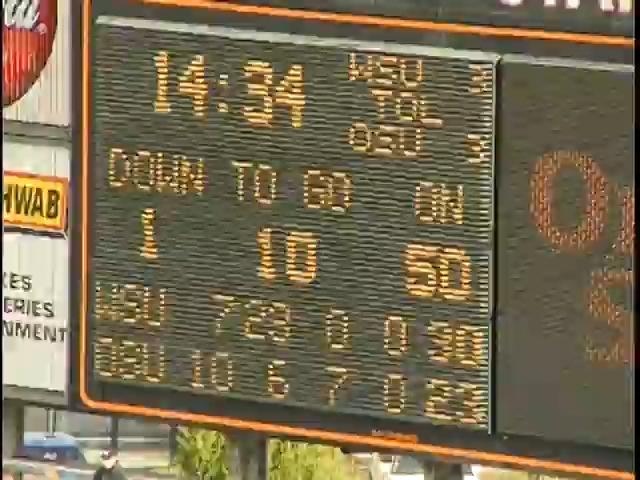 14:34
WSU 3
TOL
OSU 3
DOWN TO GO ON
1 10 50
WSU 7 23 0 0 30
OSU 10 6 7 0 23
HWAB
KES
ERIES
NMENT